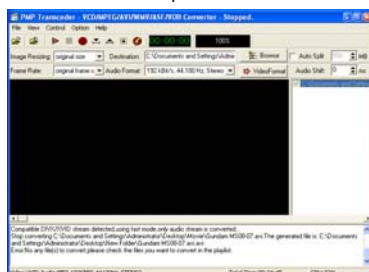 PMP Transcoder - VCD/MPEG/AVI/WMV/ASF/VOB Converter - Stopped.
File View Control Option Help
00:00:00 100%
Image Resizing: original size Destination: C:\Documents and Settings\Admi Browse Auto Split MB
Frame Rate: original frame r Audio Format: 192 kBit/s, 44,100 Hz, Stereo VideoFormat Audio Shift: 0 ms
Compatible DIVX/XVID stream detected,using fast mode,only audio stream is converted.
Stop converting C:\Documents and Settings\Administrator\Desktop\Movie\Gundam MS08-07.avi.The generated file is: C:\Documents
and Settings\Administrator\Desktop\New Folder\Gundam MS08-07.avi.avi
Error:No any file(s) to convert,please check the files you want to convert in the playlist.